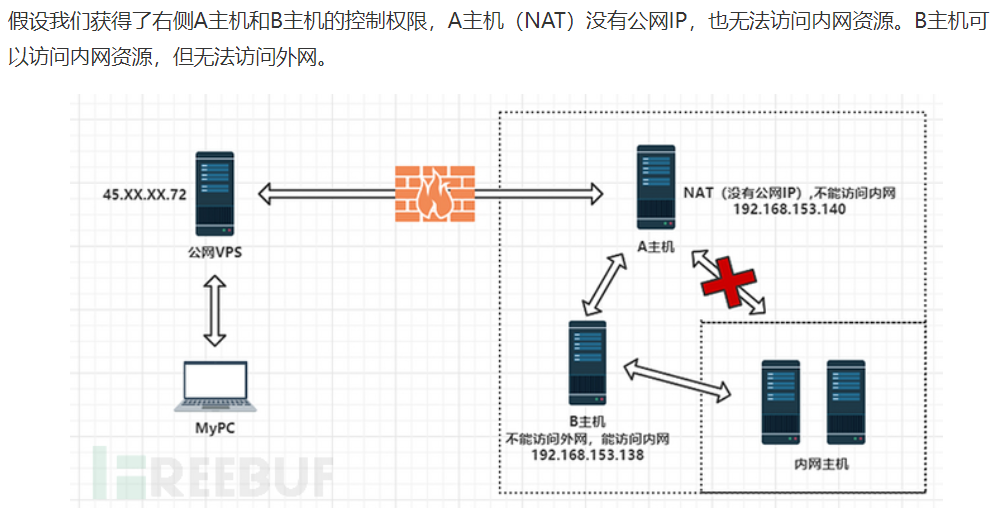 假设我们获得了右侧A主机和B主机的控制权限，A主机（NAT）没有公网IP，也无法访问内网资源。B主机可
以访问内网资源，但无法访问外网。
45.XX.XX.72
公网VPS
MyPC
NAT（没有公网IP）,不能访问内网
192.168.153.140
A主机
B主机
不能访问外网，能访问内网
192.168.153.138
内网主机
FREEBUF